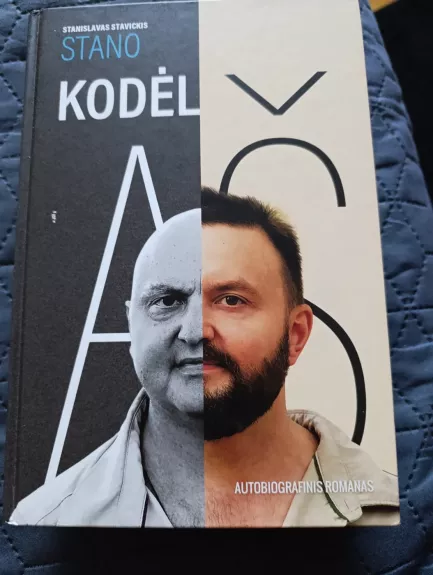 STANISLAVAS STAVICKIS
STANO
KODĖL
AŠ
AUTOBIOGRAFINIS ROMANAS